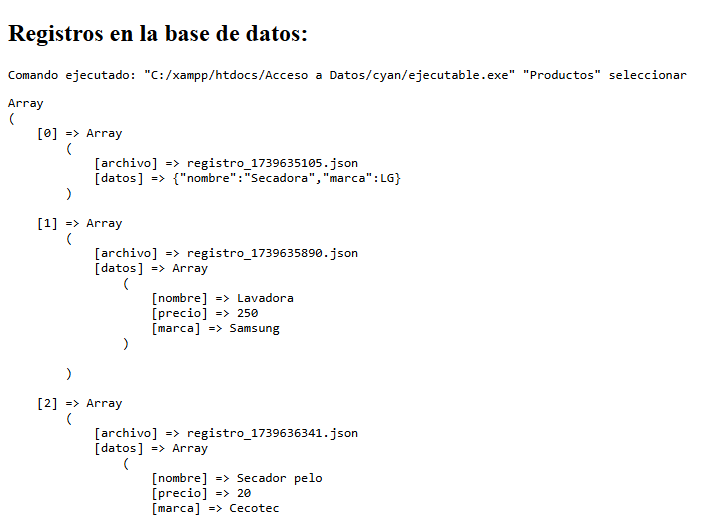 Registros en la base de datos:
Comando ejecutado: "C:/xampp/htdocs/Acceso a Datos/cyan/ejecutable.exe" "Productos" seleccionar
Array
(
    [0] => Array
        (
            [archivo] => registro_1739635105.json
            [datos] => {"nombre":"Secadora","marca":LG}
        )
    [1] => Array
        (
            [archivo] => registro_1739635890.json
            [datos] => Array
                (
                    [nombre] => Lavadora
                    [precio] => 250
                    [marca] => Samsung
                )
        )
    [2] => Array
        (
            [archivo] => registro_1739636341.json
            [datos] => Array
                (
                    [nombre] => Secador pelo
                    [precio] => 20
                    [marca] => Cecotec